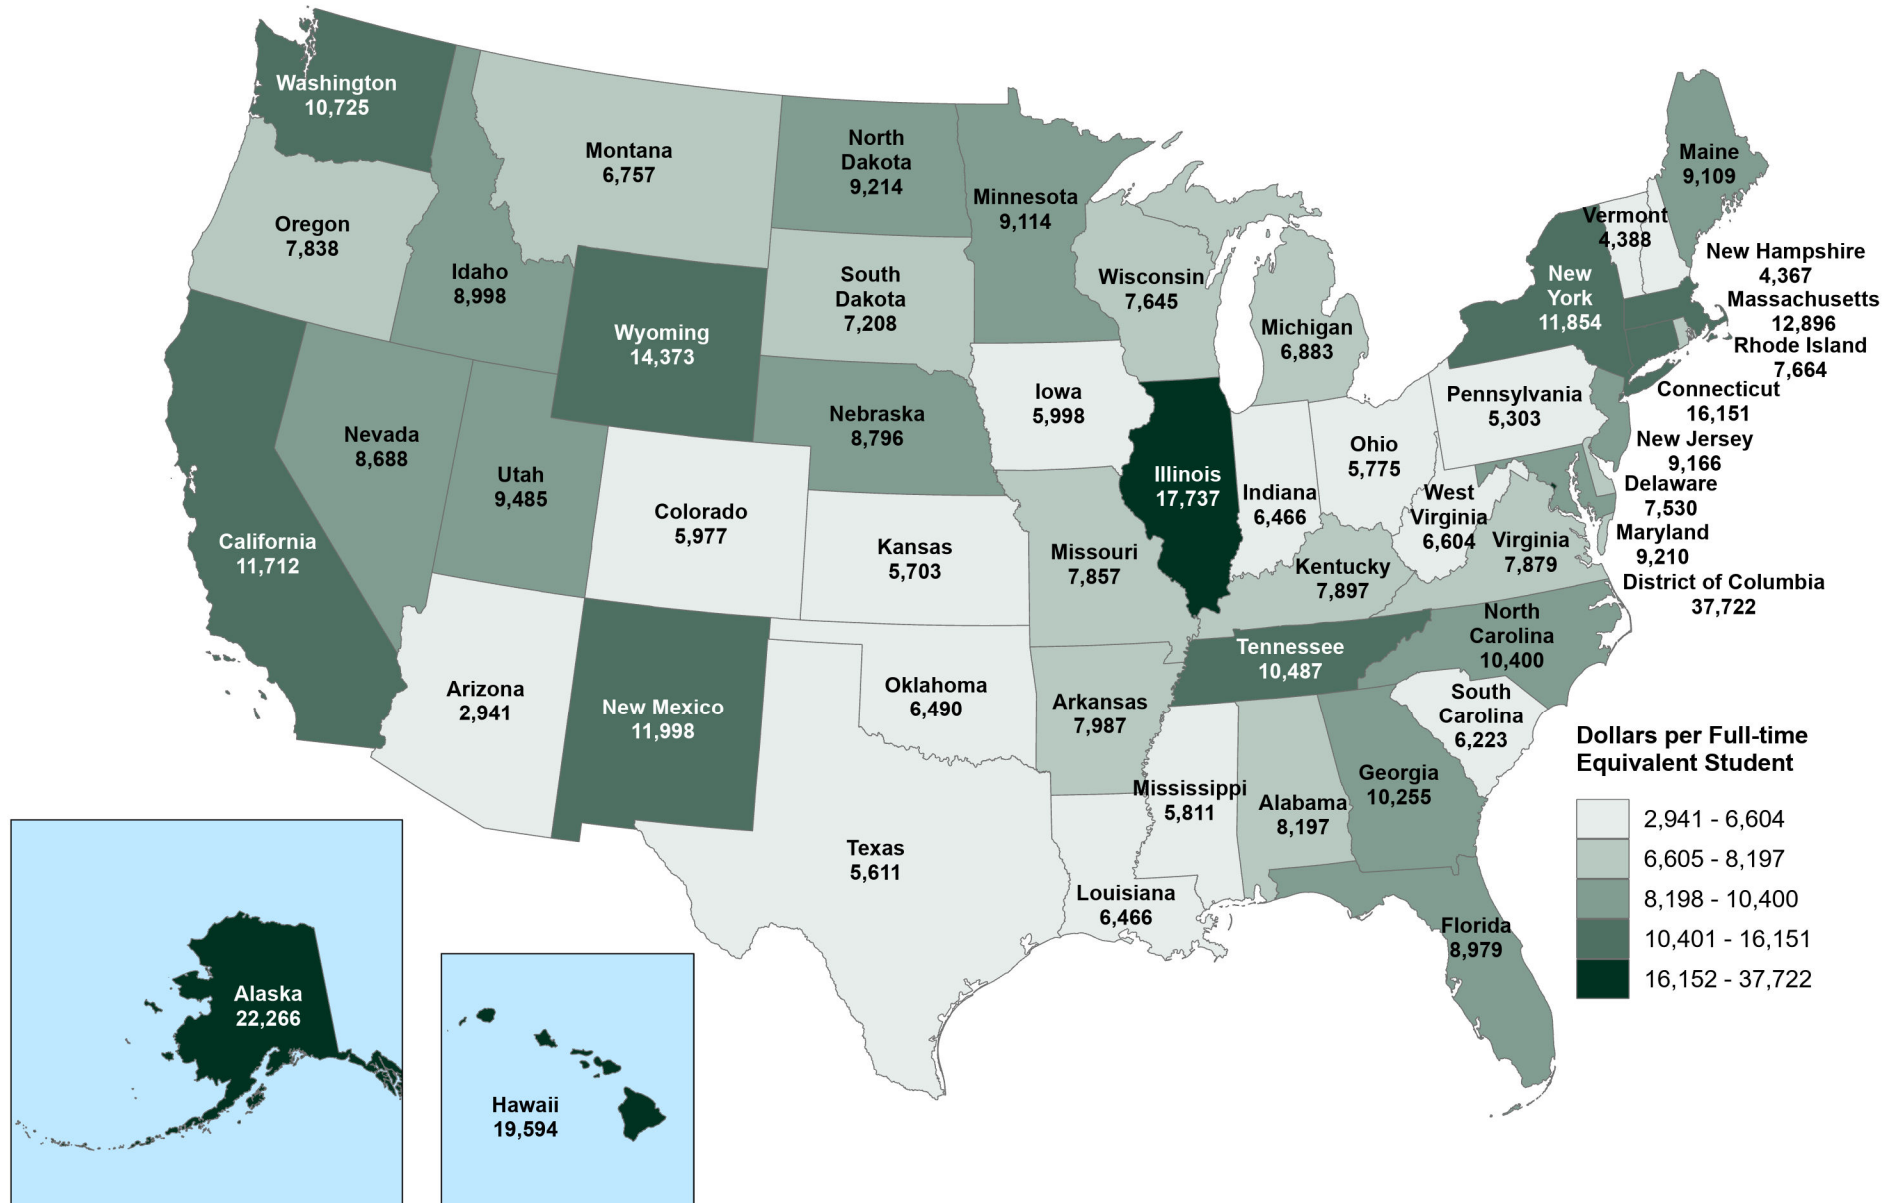 Washington
10,725
Oregon
7,838
California
11,712
Idaho
8,998
Nevada
8,688
Montana
6,757
Wyoming
14,373
Utah
9,485
Arizona
2,941
Colorado
5,977
New Mexico
11,998
North
Dakota
9,214
South
Dakota
7,208
Nebraska
8,796
Kansas
5,703
Oklahoma
6,490
Texas
5,611
Minnesota
9,114
Iowa
5,998
Missouri
7,857
Arkansas
7,987
Louisiana
6,466
Wisconsin
7,645
Illinois
17,737
Michigan
6,883
Indiana
6,466
Ohio
5,775
Kentucky
7,897
Tennessee
10,487
Mississippi
5,811
Alabama
8,197
Georgia
10,255
Florida
8,979
South
Carolina
6,223
North
Carolina
10,400
West
Virginia
6,604
Virginia
7,879
Pennsylvania
5,303
New
York
11,854
Vermont
4,388
Maine
9,109
New Hampshire
4,367
Massachusetts
12,896
Rhode Island
7,664
Connecticut
16,151
New Jersey
9,166
Delaware
7,530
Maryland
9,210
District of Columbia
37,722
Alaska
22,266
Hawaii
19,594
Dollars per Full-time
Equivalent Student
2,941 - 6,604
6,605 - 8,197
8,198 - 10,400
10,401 - 16,151
16,152 - 37,722